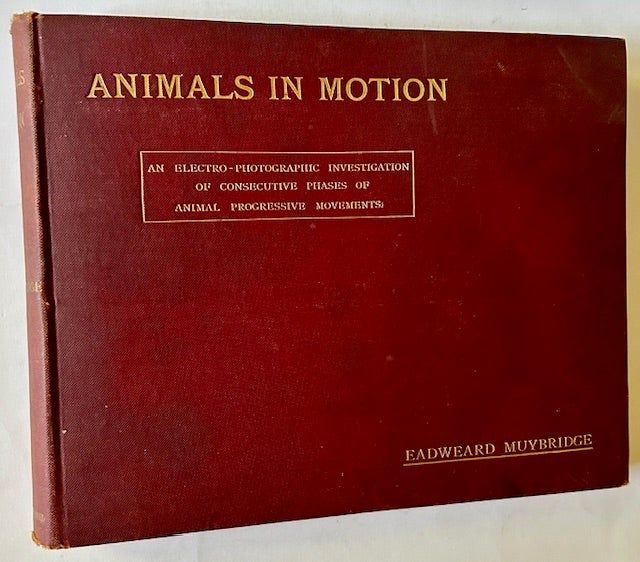 ANIMALS IN MOTION
AN ELECTRO-PHOTOGRAPHIC INVESTIGATION
OF CONSECUTIVE PHASES OF
ANIMAL PROGRESSIVE MOVEMENTS:
EADWEARD MUYBRIDGE